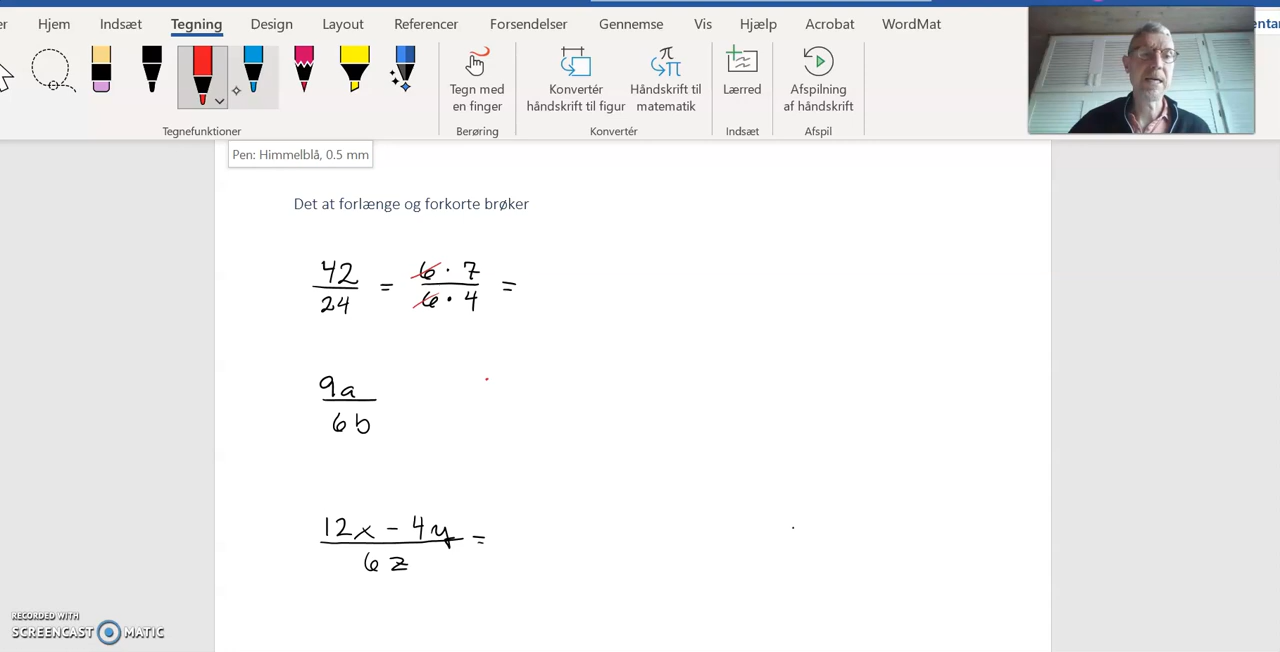 er Hjem Indsæt Tegning Design Layout Referencer Forsendelser Gennemse Vis Hjælp Acrobat WordMat
Tegn med en finger
Konvertér håndskrift til figur
Håndskrift til matematik
Lærred
Afspilning af håndskrift
Tegnefunktioner Berøring Konvertér Indsæt Afspil
Pen: Himmelblå, 0.5 mm
Det at forlænge og forkorte brøker
42/24 = 6 · 7/6 · 4 =
9a/6b
12x - 4y/6z =
RECORDED WITH
SCREENCAST MATIC